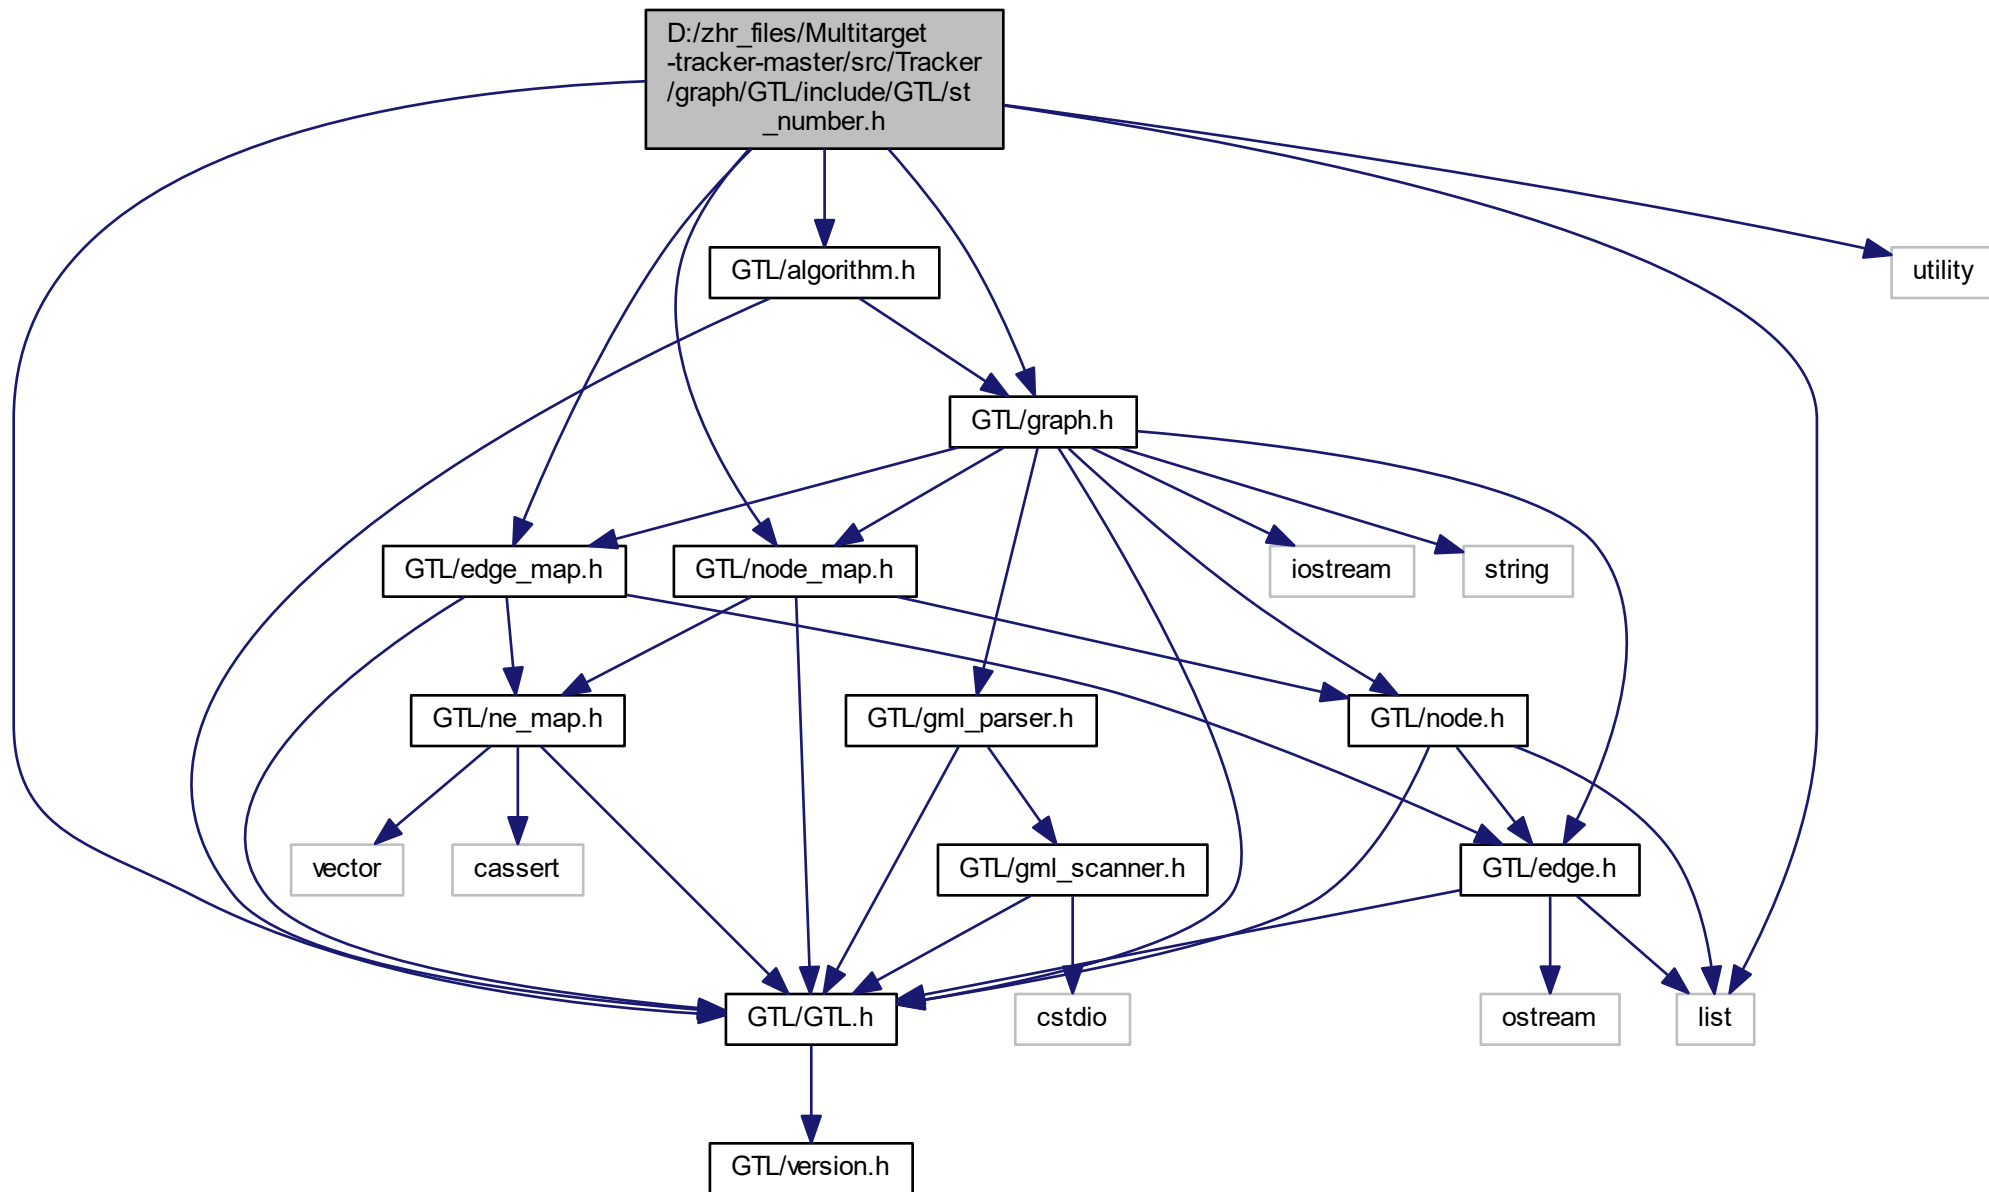 D:/zhr_files/Multitarget
-tracker-master/src/Tracker
/graph/GTL/include/GTL/st
_number.h
GTL/algorithm.h
utility
GTL/graph.h
GTL/edge_map.h
GTL/node_map.h
iostream
string
GTL/ne_map.h
GTL/gml_parser.h
GTL/node.h
vector
cassert
GTL/gml_scanner.h
GTL/edge.h
GTL/GTL.h
cstdio
ostream
list
GTL/version.h